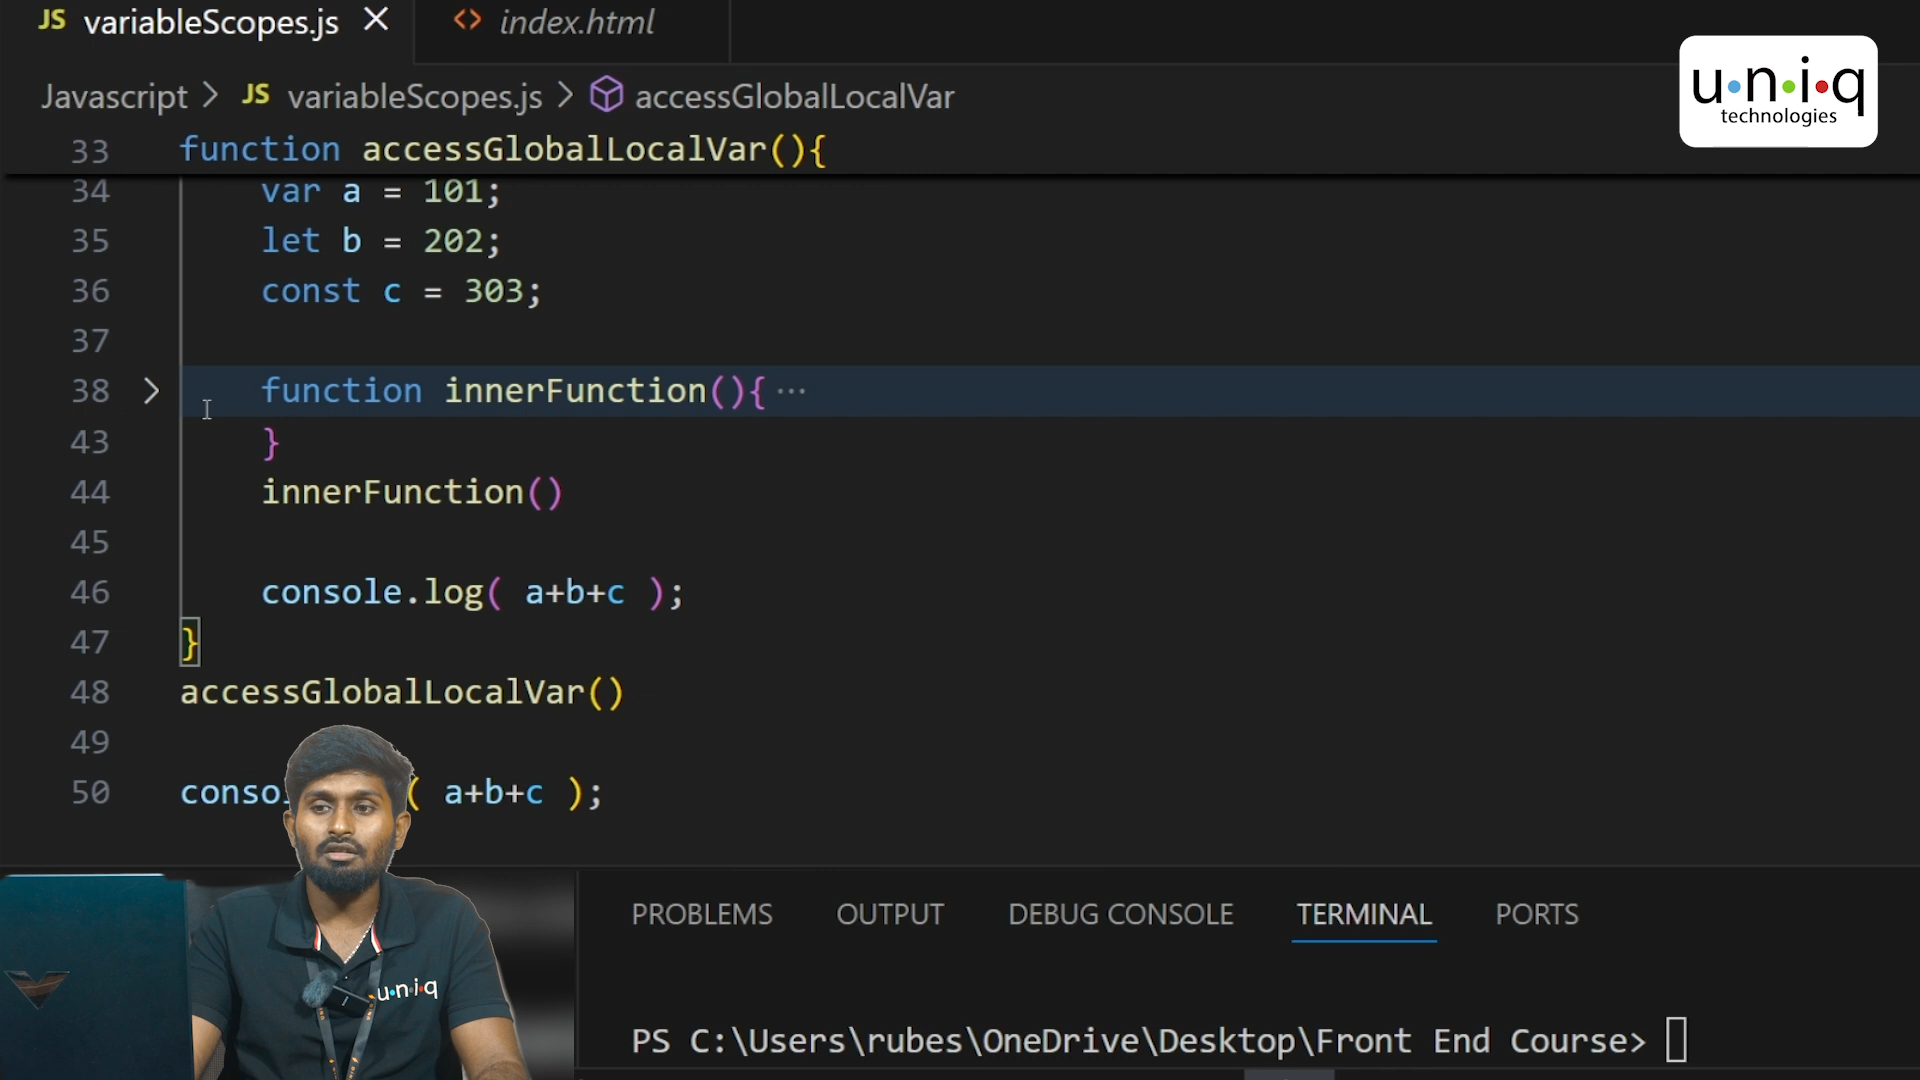 JS variableScopes.js × <> index.html
u·n·i·q
technologies
Javascript > JS variableScopes.js > accessGlobalLocalVar
33 function accessGlobalLocalVar(){
34 var a = 101;
35 let b = 202;
36 const c = 303;
37
38 > function innerFunction(){ ···
43 }
44 innerFunction()
45
46 console.log( a+b+c );
47 }
48 accessGlobalLocalVar()
49
50 ( a+b+c );
PROBLEMS OUTPUT DEBUG CONSOLE TERMINAL PORTS
u·n·i·q
PS C:\Users\rubes\OneDrive\Desktop\Front End Course>